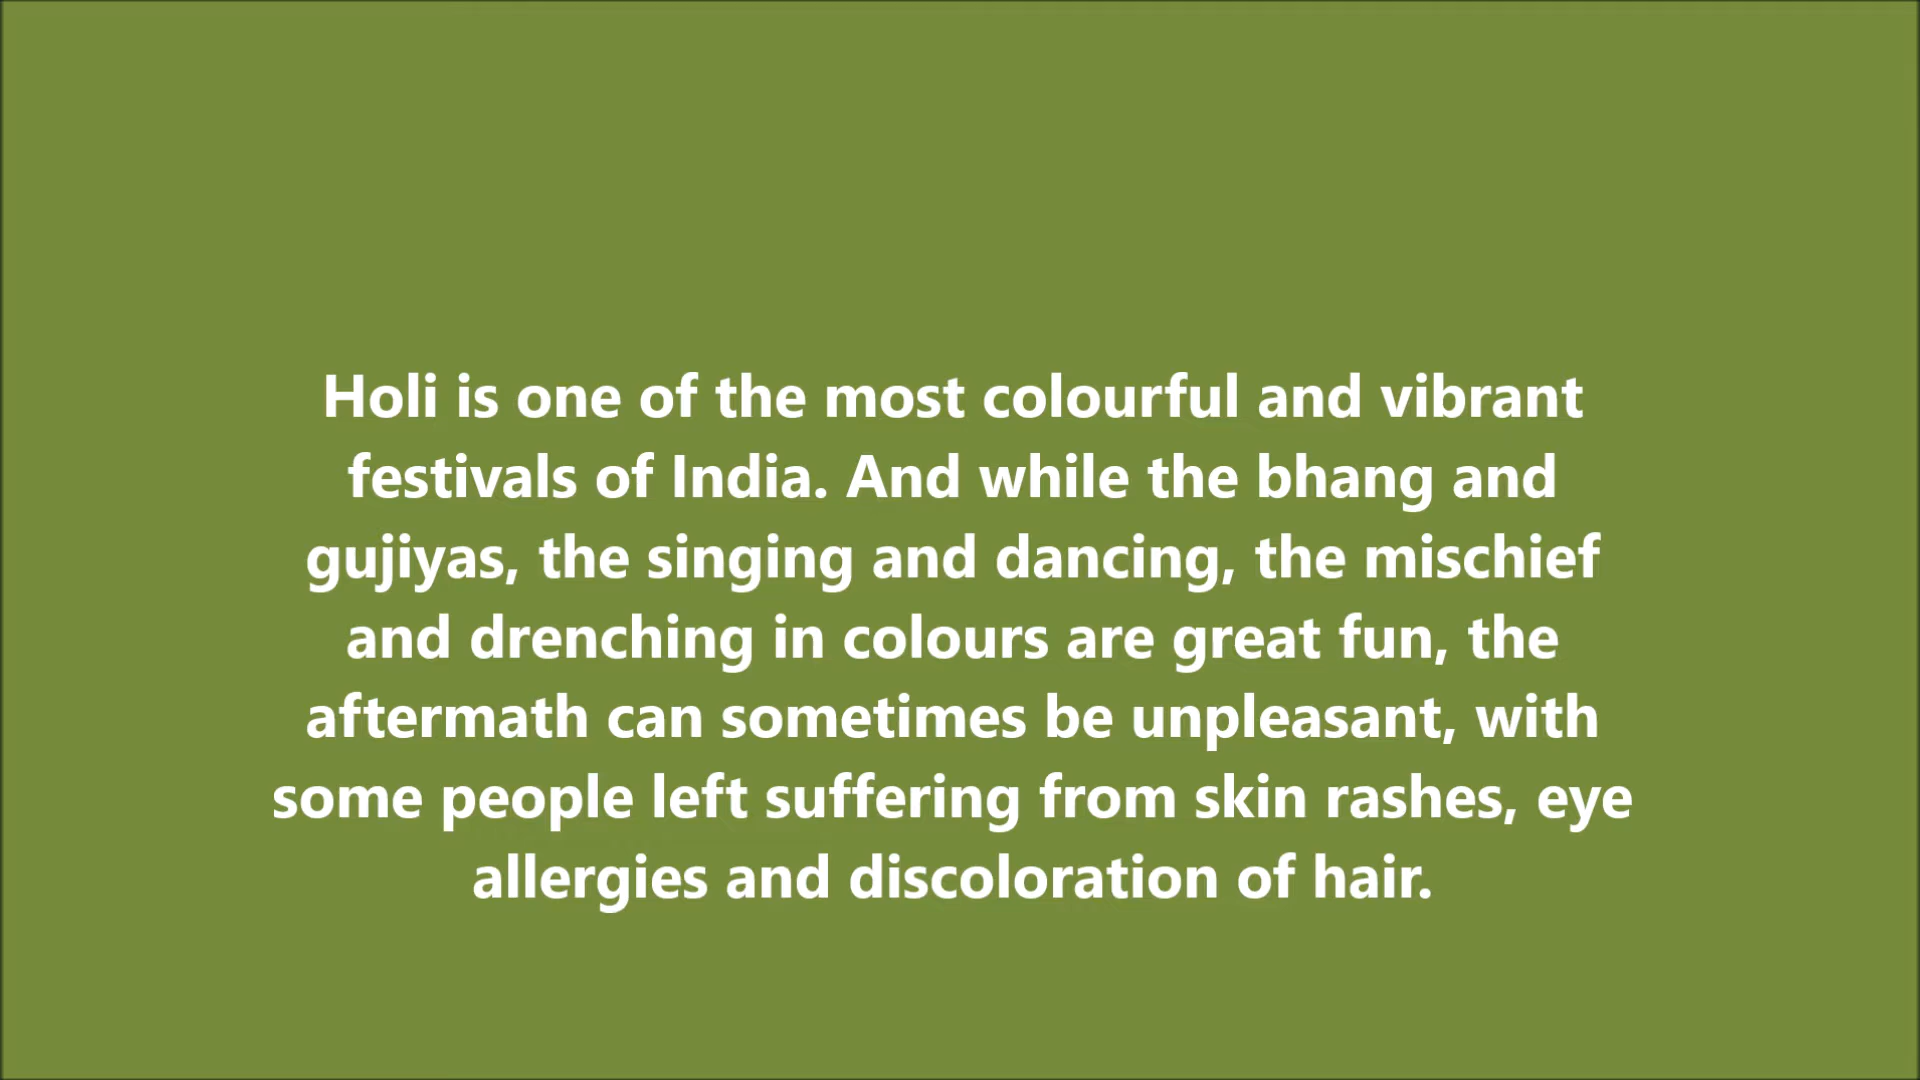 Holi is one of the most colourful and vibrant
festivals of India. And while the bhang and
gujiyas, the singing and dancing, the mischief
and drenching in colours are great fun, the
aftermath can sometimes be unpleasant, with
some people left suffering from skin rashes, eye
allergies and discoloration of hair.